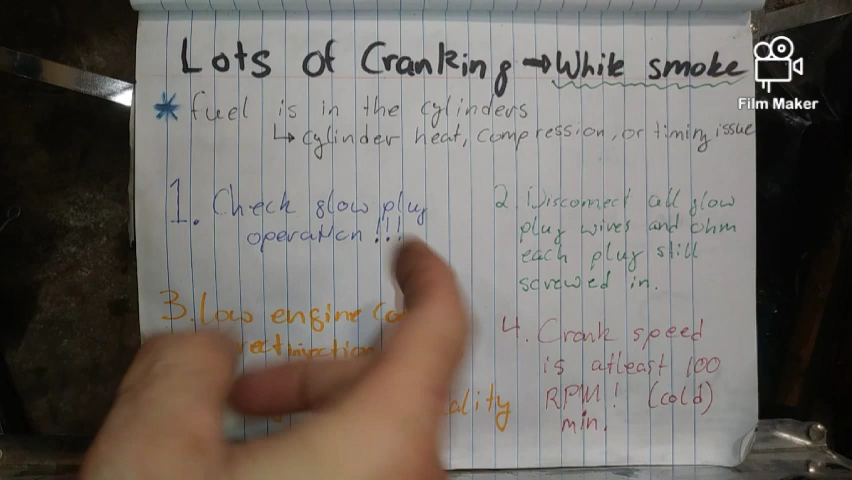 Lots of Cranking → White smoke
Film Maker
* fuel is in the cylinders
↳ cylinder heat, compression, or timing issue
1. Check glow plug
operation!!!
2. Disconnect all glow
plug wires and ohm
each plug still
screwed in.
3. Low engine
4. Crank speed
is atleast 100
RPM! (cold)
min.